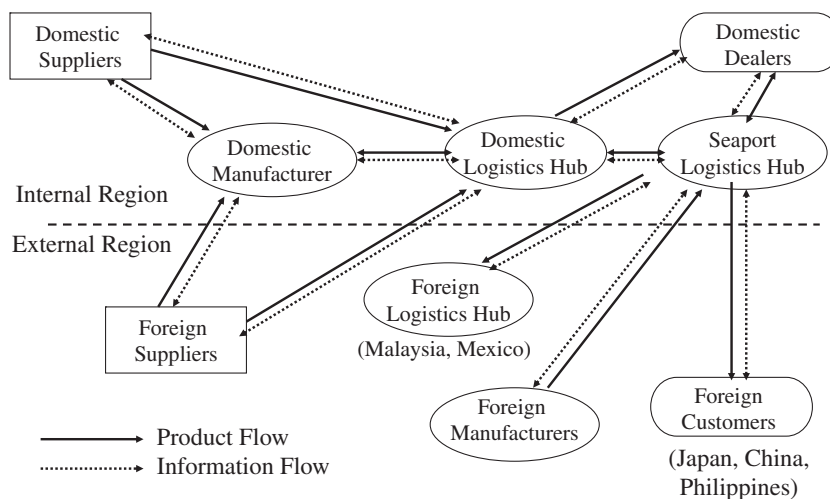 Domestic
Suppliers
Domestic
Dealers
Domestic
Manufacturer
Domestic
Logistics Hub
Seaport
Logistics Hub
Internal Region
External Region
Foreign
Suppliers
Foreign
Logistics Hub
(Malaysia, Mexico)
Foreign
Manufacturers
Foreign
Customers
(Japan, China,
Philippines)
Product Flow
Information Flow